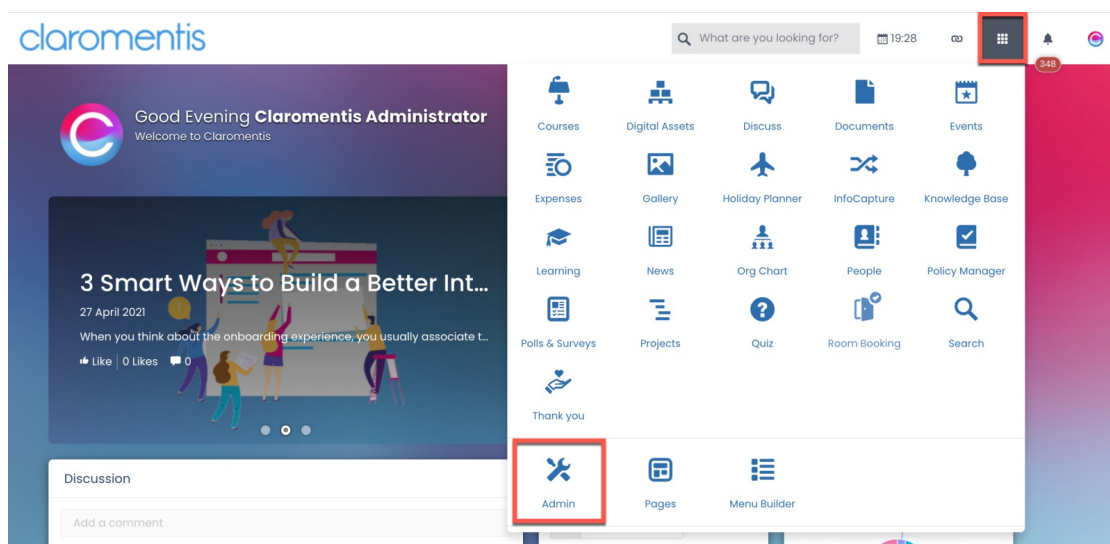 claromentis
What are you looking for?
19:28
348
Good Evening Claromentis Administrator
Welcome to Claromentis
3 Smart Ways to Build a Better Int...
27 April 2021
When you think about the onboarding experience, you usually associate t...
Like 0 Likes 0
Discussion
Add a comment
Courses Digital Assets Discuss Documents Events
Expenses Gallery Holiday Planner InfoCapture Knowledge Base
Learning News Org Chart People Policy Manager
Polls & Surveys Projects Quiz Room Booking Search
Thank you
Admin Pages Menu Builder